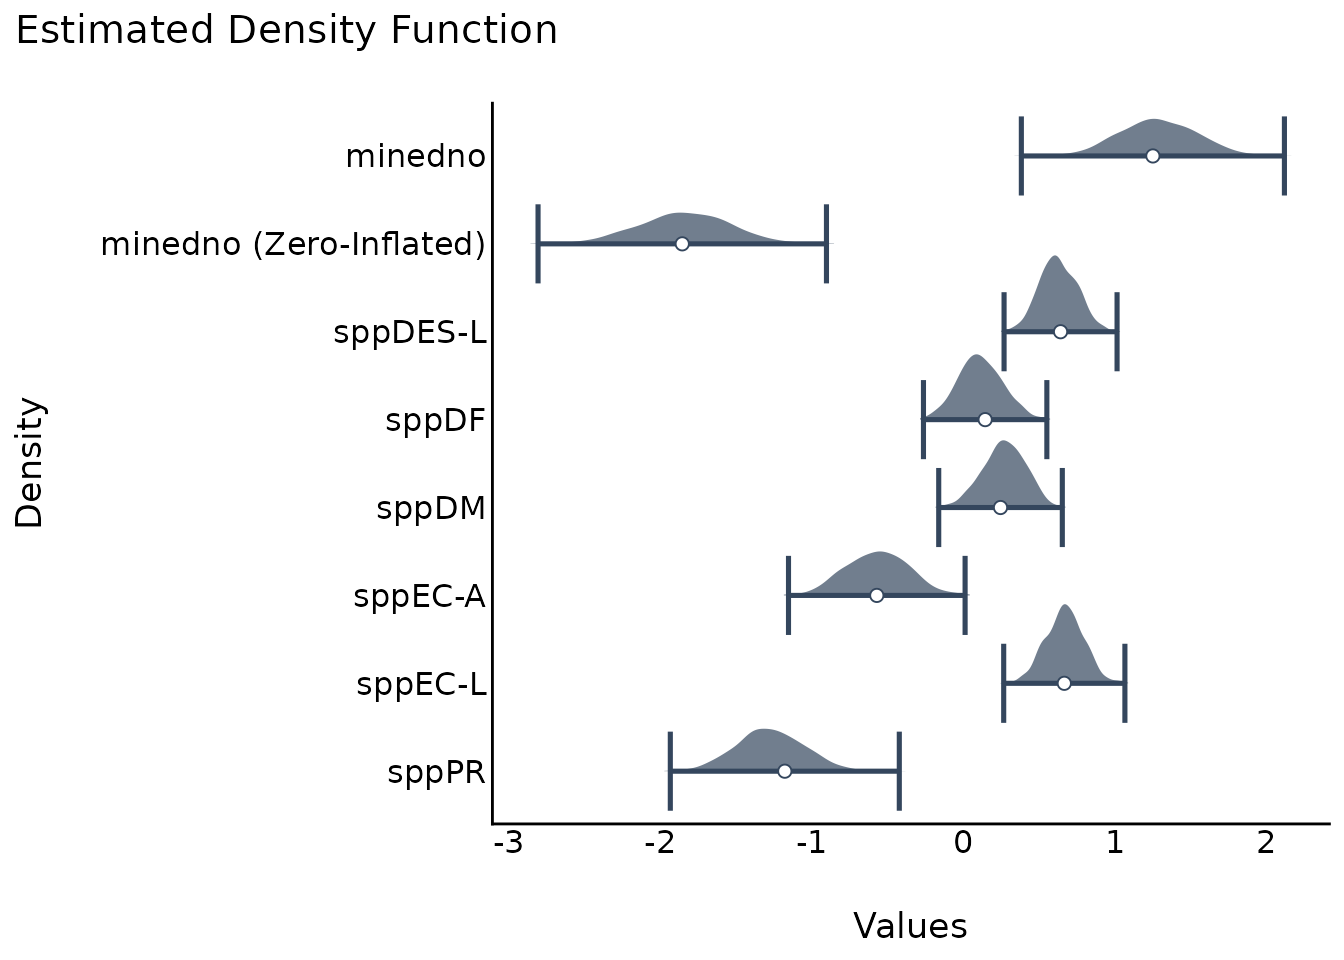 Estimated Density Function
minedno
minedno (Zero-Inflated)
sppDES-L
sppDF
sppDM
sppEC-A
sppEC-L
sppPR
Density
-3 -2 -1 0 1 2
Values